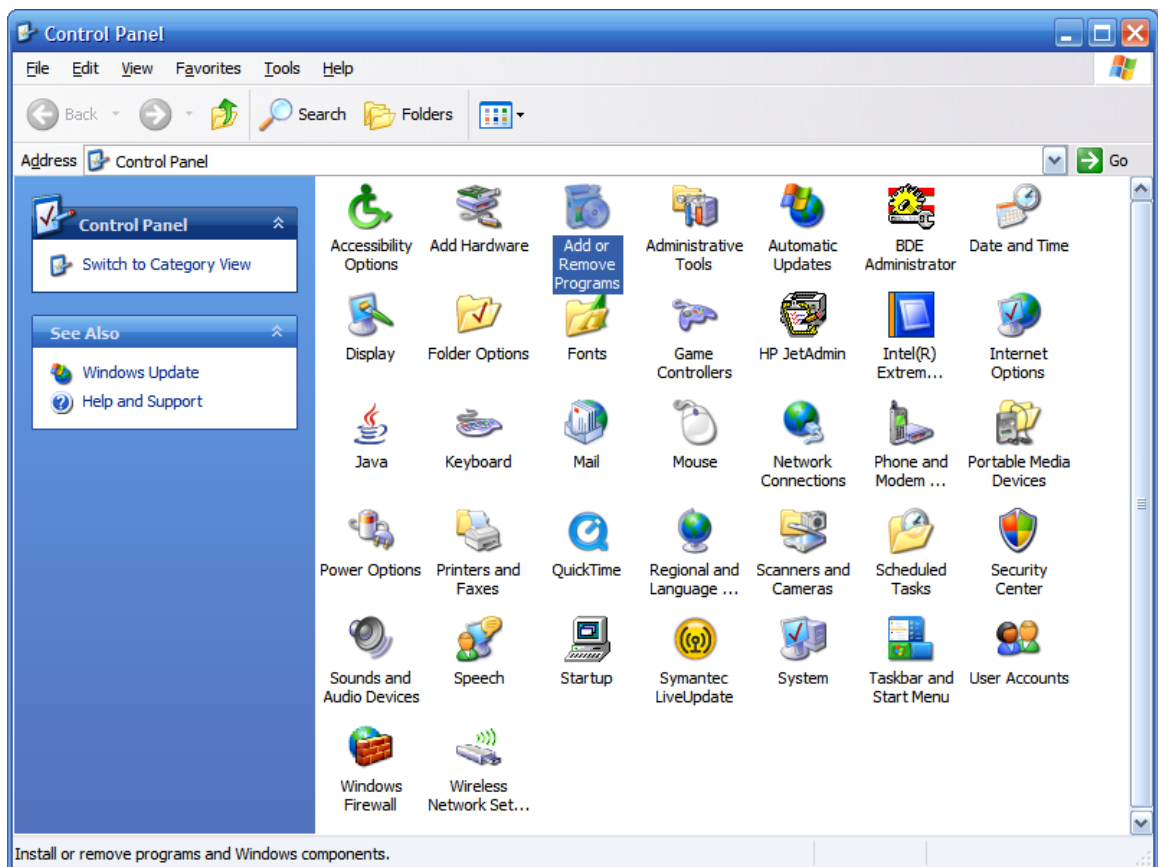 Control Panel
File Edit View Favorites Tools Help
Back Search Folders
Address Control Panel Go
Control Panel
Switch to Category View
See Also
Windows Update
Help and Support
Accessibility Options
Add Hardware
Add or Remove Programs
Administrative Tools
Automatic Updates
BDE Administrator
Date and Time
Display
Folder Options
Fonts
Game Controllers
HP JetAdmin
Intel(R) Extrem...
Internet Options
Java
Keyboard
Mail
Mouse
Network Connections
Phone and Modem ...
Portable Media Devices
Power Options
Printers and Faxes
QuickTime
Regional and Language ...
Scanners and Cameras
Scheduled Tasks
Security Center
Sounds and Audio Devices
Speech
Startup
Symantec LiveUpdate
System
Taskbar and Start Menu
User Accounts
Windows Firewall
Wireless Network Set...
Install or remove programs and Windows components.